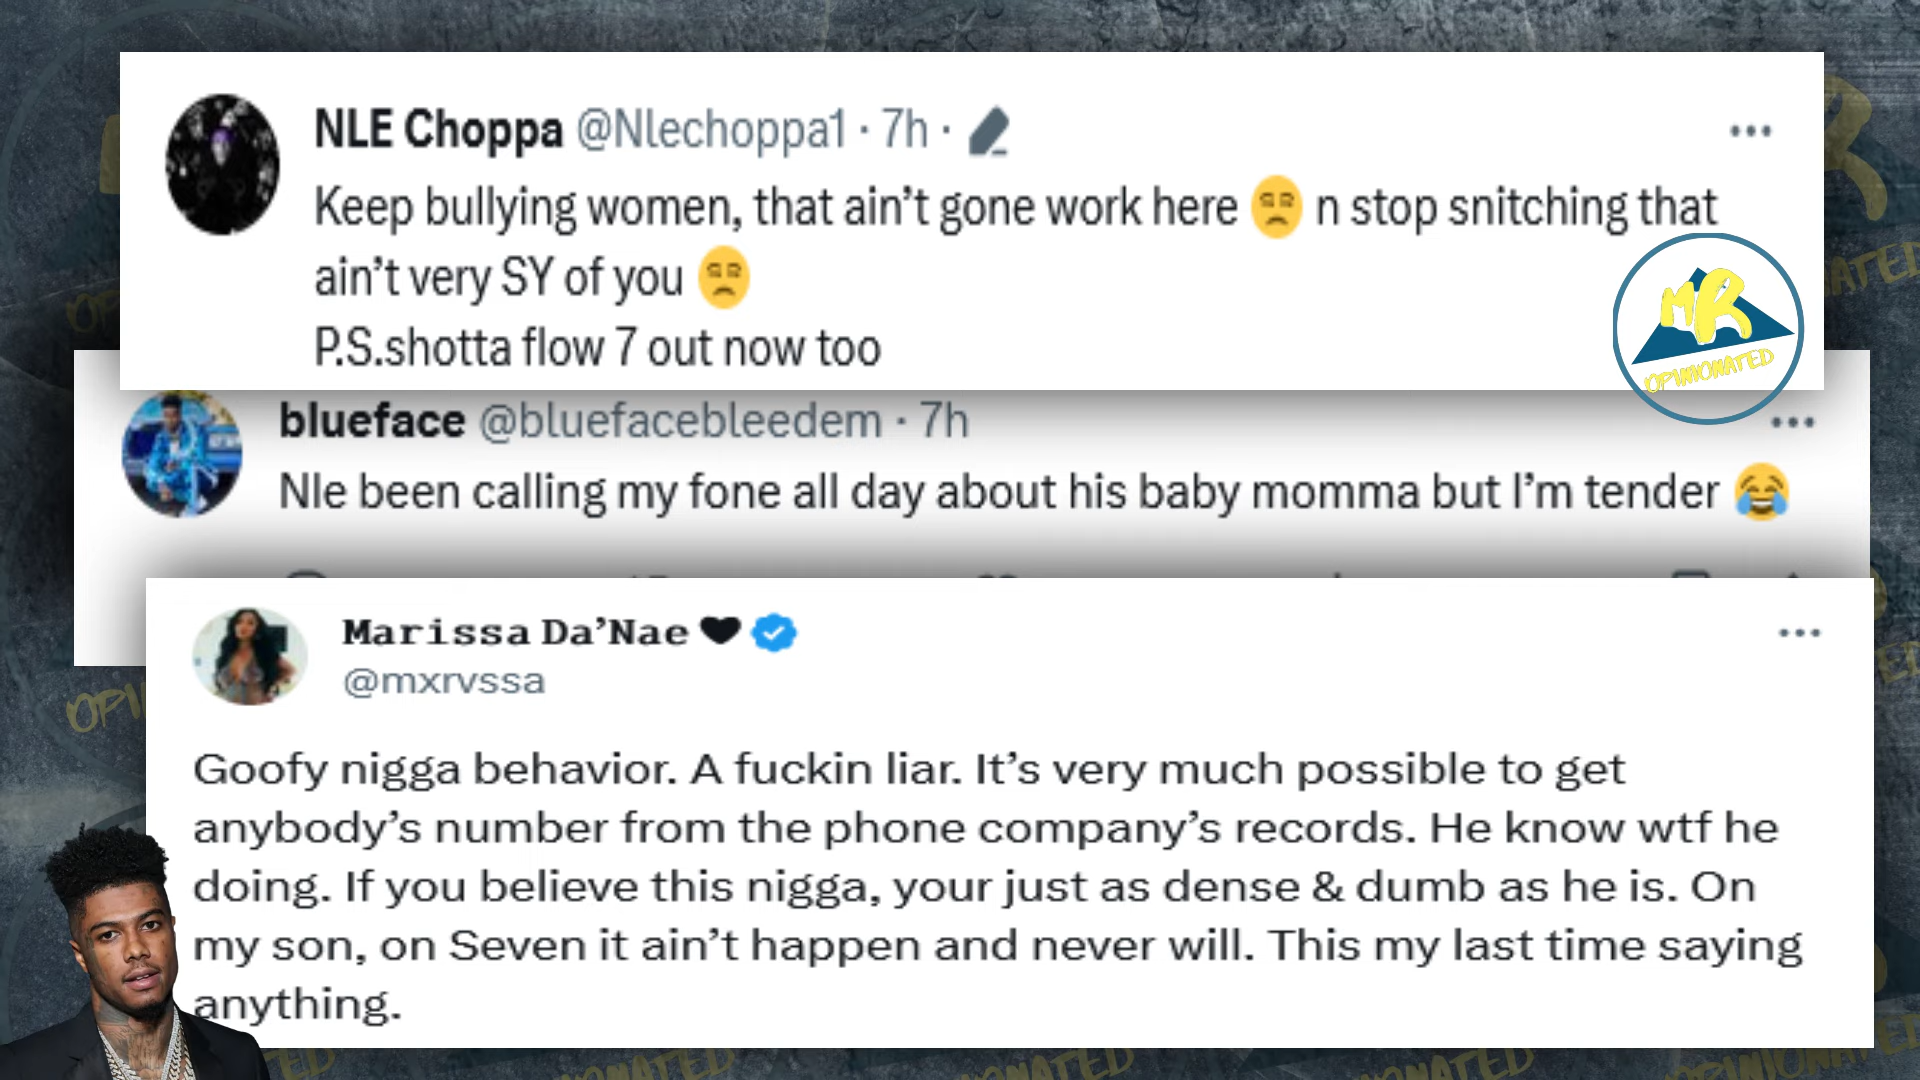 NLE Choppa @Nlechoppa1 · 7h ·
Keep bullying women, that ain’t gone work here 😒 n stop snitching that
ain’t very SY of you 😒
P.S.shotta flow 7 out now too
MR
OPINIONATED
blueface @bluefacebleedem · 7h
Nle been calling my fone all day about his baby momma but I’m tender 😂
Marissa Da’Nae 🖤
@mxrvssa
Goofy nigga behavior. A fuckin liar. It’s very much possible to get
anybody’s number from the phone company’s records. He know wtf he
doing. If you believe this nigga, your just as dense & dumb as he is. On
my son, on Seven it ain’t happen and never will. This my last time saying
anything.